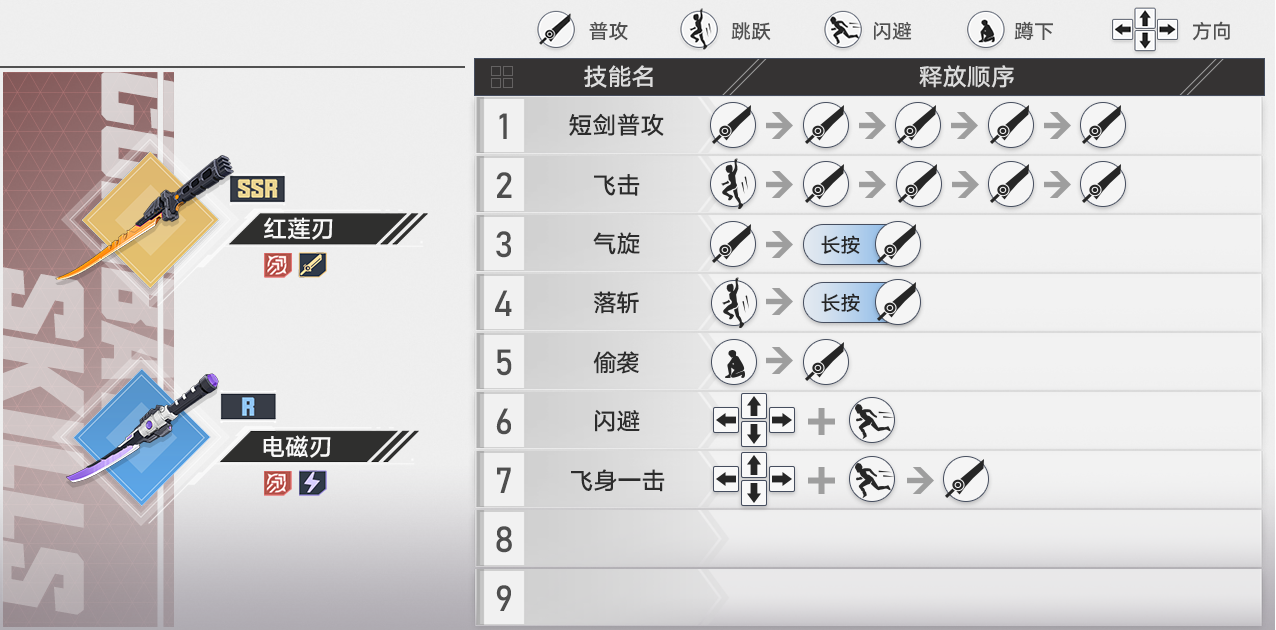 普攻 跳跃 闪避 蹲下 方向
技能名 释放顺序
COMBAT
SKILLS
SSR
红莲刃
R
电磁刃
1 短剑普攻
2 飞击
3 气旋 长按
4 落斩 长按
5 偷袭
6 闪避
7 飞身一击
8
9